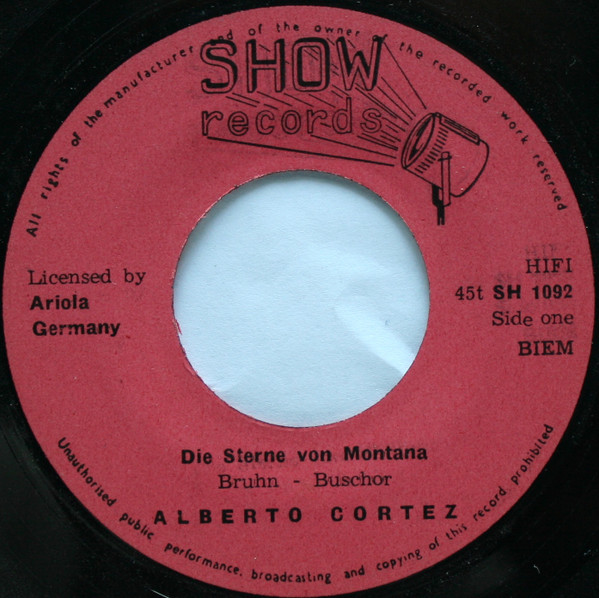 All rights of the manufacturer and of the owner of the recorded work reserved
SHOW
records
Licensed by
Ariola
Germany
HIFI
45t SH 1092
Side one
BIEM
Die Sterne von Montana
Bruhn - Buschor
ALBERTO CORTEZ
Unauthorised public performance, broadcasting and copying of this record prohibited